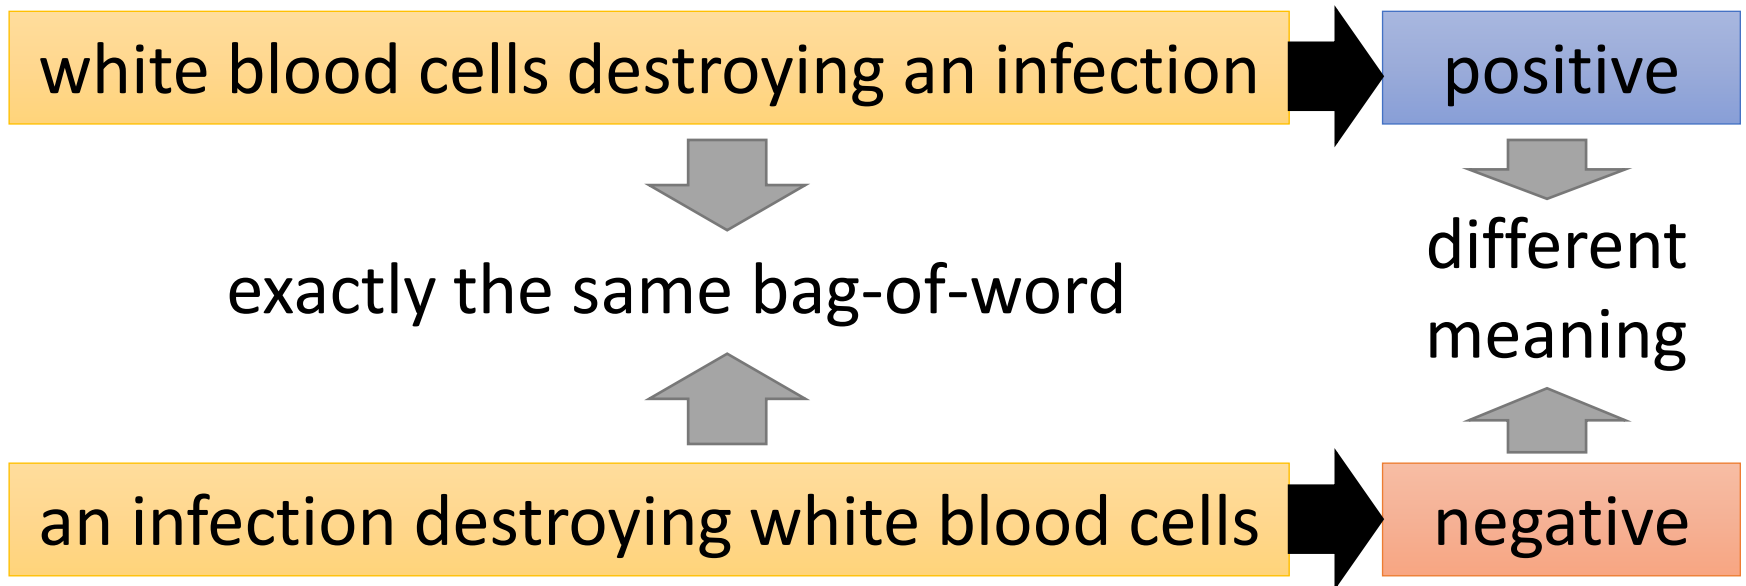 white blood cells destroying an infection
positive
exactly the same bag-of-word
different
meaning
an infection destroying white blood cells
negative